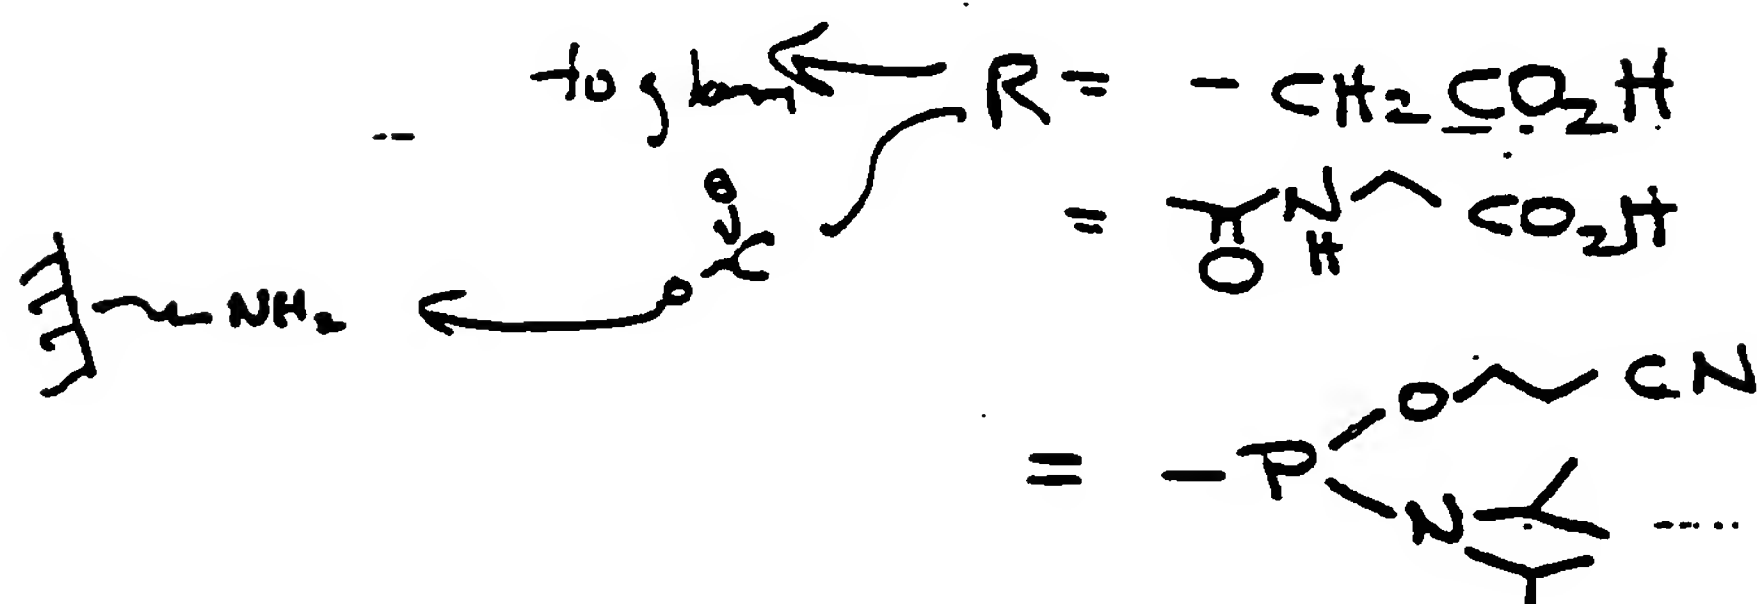 to glass R = - CH₂CO₂H
= N H O CO₂H
NH₂ O C O
O CN
= - P
N